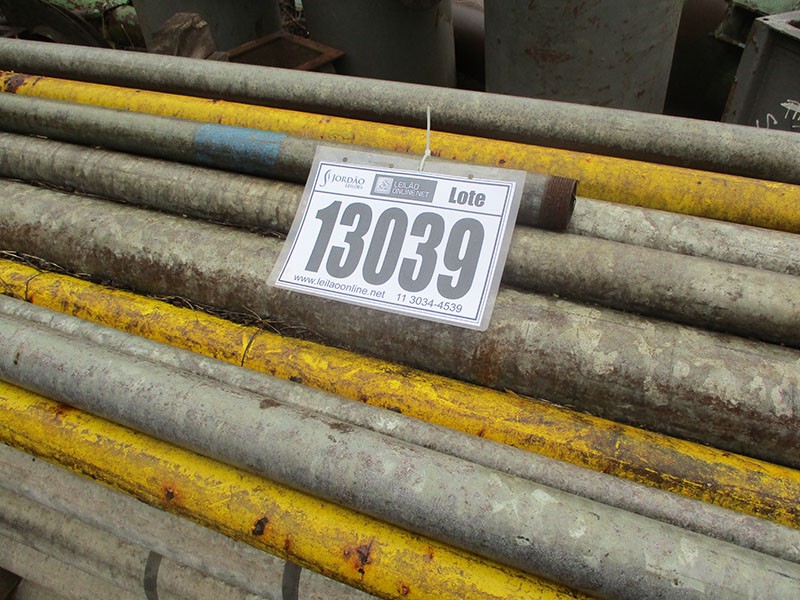 S JORDÃO
LEILÕES
LEILÃO
ONLINE.NET
Lote
13039
www.leilaoonline.net 11 3034-4539